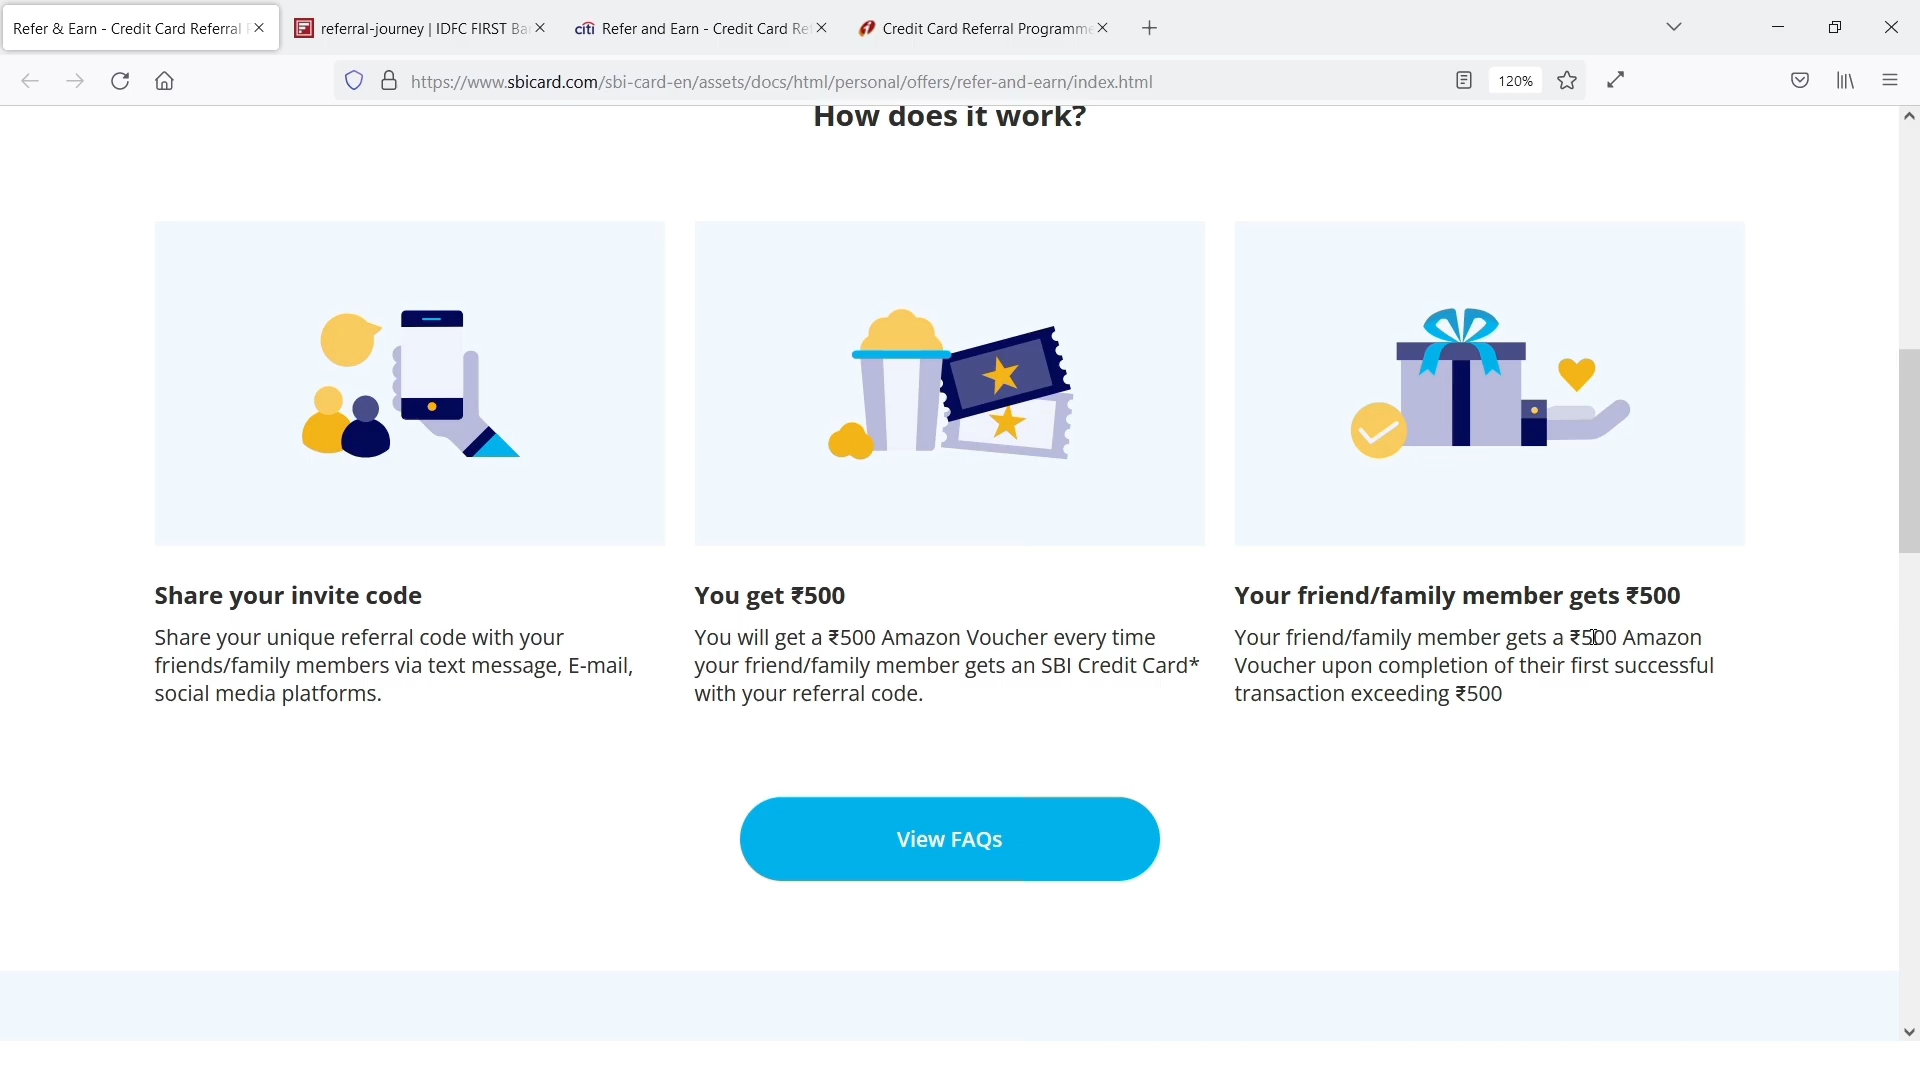 Refer & Earn - Credit Card Referral
referral-journey | IDFC FIRST Ba
citi Refer and Earn - Credit Card Re
Credit Card Referral Programme
https://www.sbicard.com/sbi-card-en/assets/docs/html/personal/offers/refer-and-earn/index.html
120%
How does it work?
Share your invite code
Share your unique referral code with your
friends/family members via text message, E-mail,
social media platforms.
You get ₹500
You will get a ₹500 Amazon Voucher every time
your friend/family member gets an SBI Credit Card*
with your referral code.
Your friend/family member gets ₹500
Your friend/family member gets a ₹500 Amazon
Voucher upon completion of their first successful
transaction exceeding ₹500
View FAQs